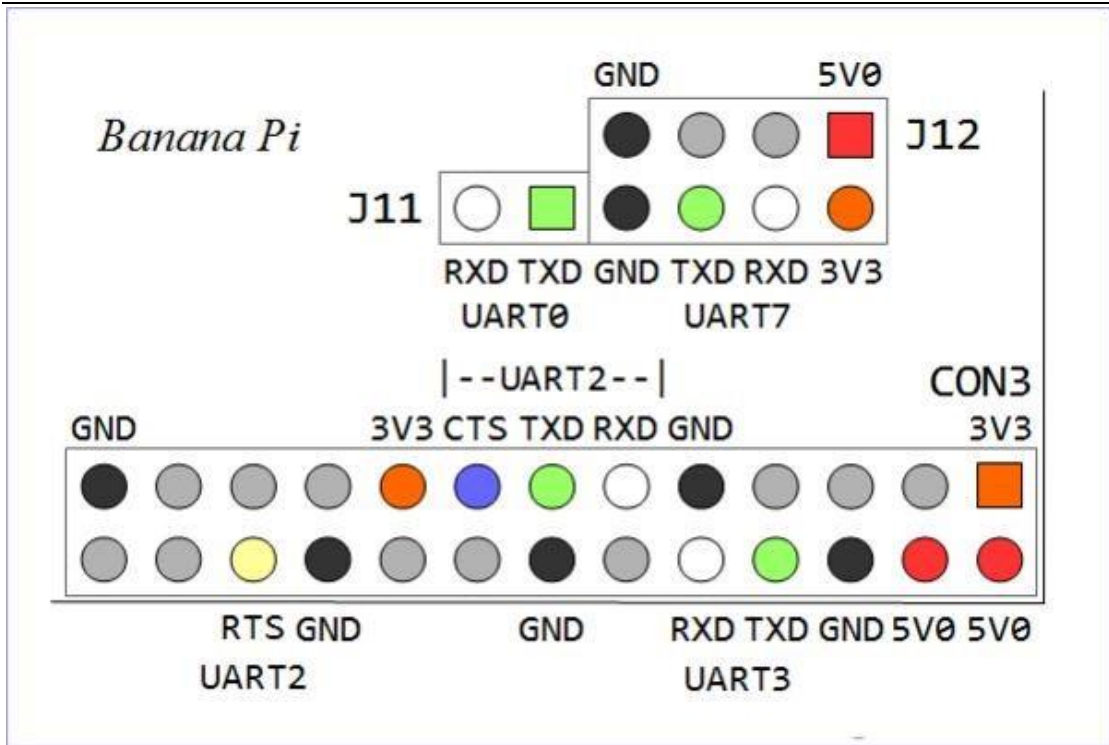 GND 5V0
Banana Pi
J12
J11
RXD TXD GND TXD RXD 3V3
UART0 UART7
|--UART2--|
CON3
GND 3V3 CTS TXD RXD GND 3V3
RTS GND GND RXD TXD GND 5V0 5V0
UART2 UART3